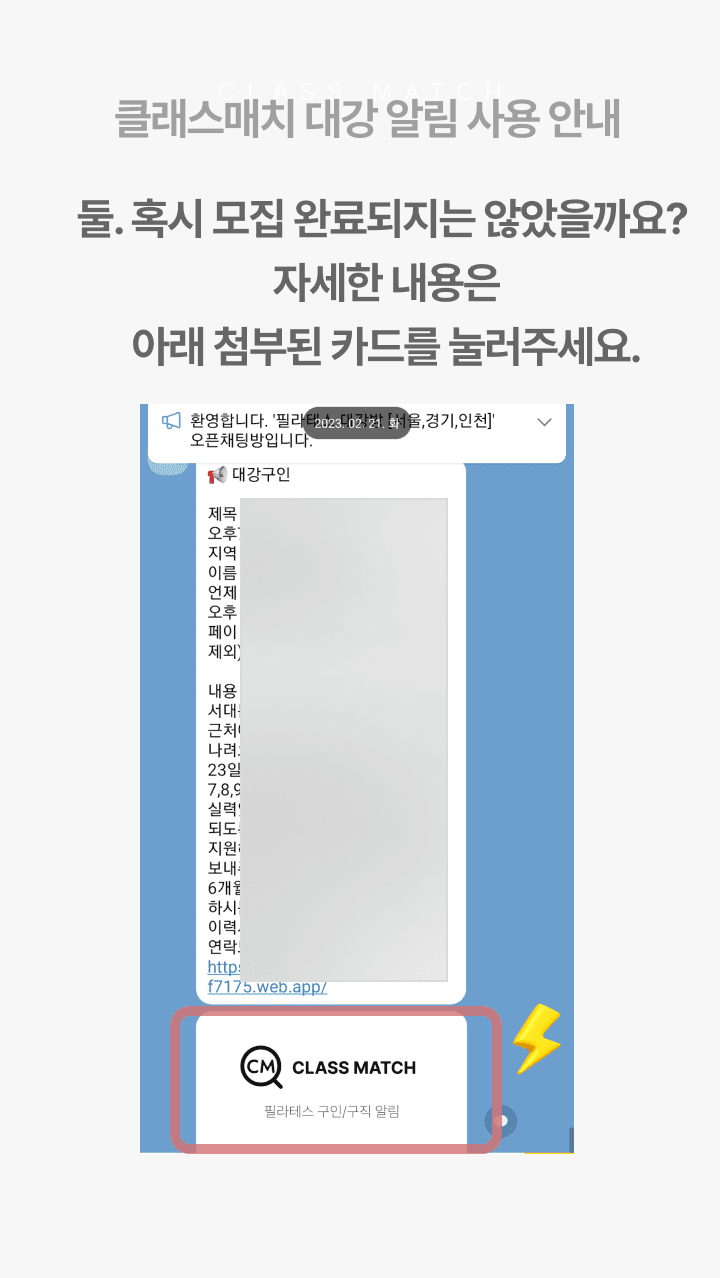 CLASS MATCH
클래스매치 대강 알림 사용 안내
둘. 혹시 모집 완료되지는 않았을까요?
자세한 내용은
아래 첨부된 카드를 눌러주세요.
환영합니다. '필라테스 대강방 [서울,경기,인천]'
2023. 02. 21. 화
오픈채팅방입니다.
대강구인
제목
오후
지역
이름
언제
오후
페이
제외)
내용
서대
근처
나려
23일
7,8,9
실력
되도
지원
보내
6개월
하시
이력
연락
http
f7175.web.app/
CM CLASS MATCH
필라테스 구인/구직 알림